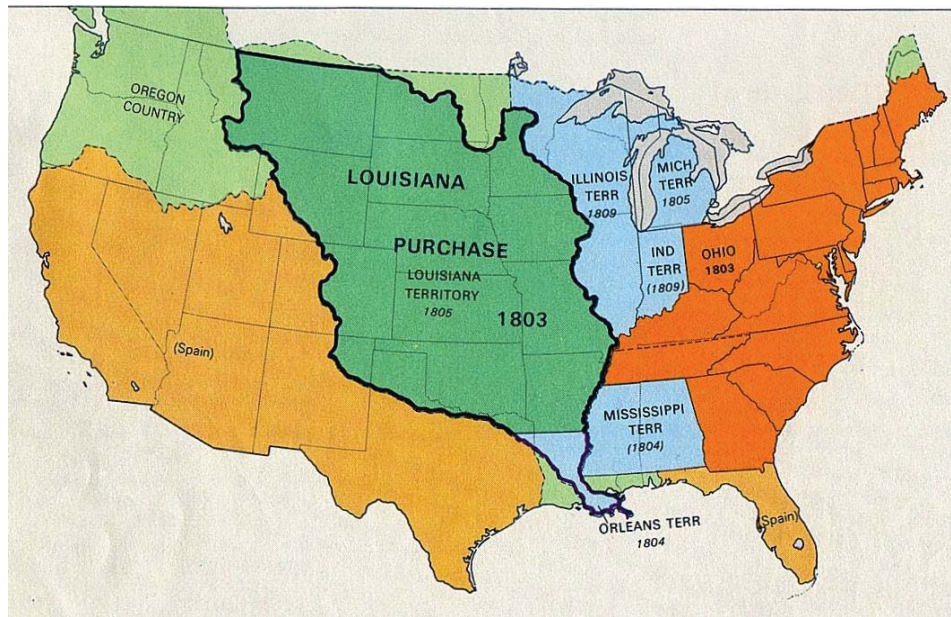 OREGON
COUNTRY
LOUISIANA
PURCHASE
LOUISIANA
TERRITORY
1805
1803
ILLINOIS
TERR
1809
MICH
TERR
1805
IND
TERR
(1809)
OHIO
1803
(Spain)
MISSISSIPPI
TERR
(1804)
ORLEANS TERR
1804
(Spain)